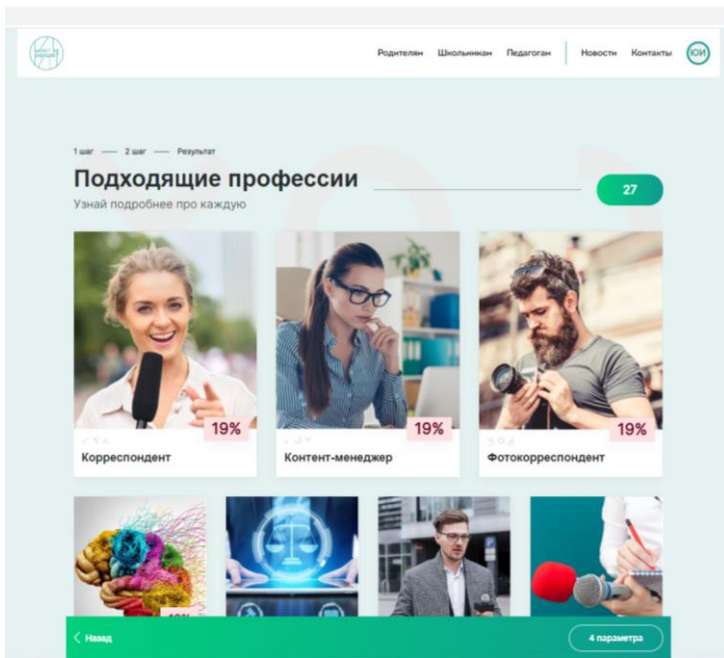 Родителям Школьникам Педагогам Новости Контакты ЮИ
1 шаг — 2 шаг — Результат
Подходящие профессии 27
Узнай подробнее про каждую
19% 19% 19%
Корреспондент Контент-менеджер Фотокорреспондент
Назад 4 параметра